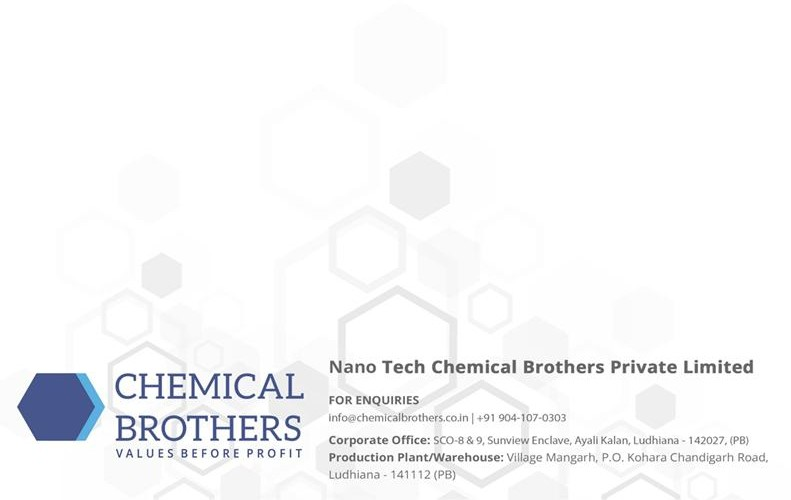 CHEMICAL
BROTHERS
VALUES BEFORE PROFIT
Nano Tech Chemical Brothers Private Limited
FOR ENQUIRIES
info@chemicalbrothers.co.in | +91 904-107-0303
Corporate Office: SCO-8 & 9, Sunview Enclave, Ayali Kalan, Ludhiana - 142027, (PB)
Production Plant/Warehouse: Village Mangarh, P.O. Kohara Chandigarh Road,
Ludhiana - 141112 (PB)